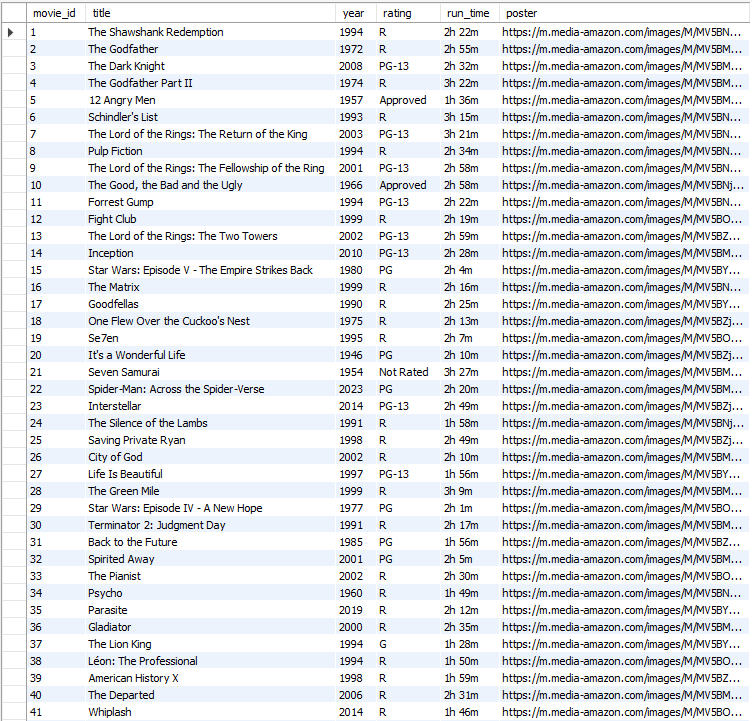 movie_id title year rating run_time poster
1 The Shawshank Redemption 1994 R 2h 22m https://m.media-amazon.com/images/M/MV5BN...
2 The Godfather 1972 R 2h 55m https://m.media-amazon.com/images/M/MV5BM...
3 The Dark Knight 2008 PG-13 2h 32m https://m.media-amazon.com/images/M/MV5BM...
4 The Godfather Part II 1974 R 3h 22m https://m.media-amazon.com/images/M/MV5BM...
5 12 Angry Men 1957 Approved 1h 36m https://m.media-amazon.com/images/M/MV5BM...
6 Schindler's List 1993 R 3h 15m https://m.media-amazon.com/images/M/MV5BN...
7 The Lord of the Rings: The Return of the King 2003 PG-13 3h 21m https://m.media-amazon.com/images/M/MV5BN...
8 Pulp Fiction 1994 R 2h 34m https://m.media-amazon.com/images/M/MV5BN...
9 The Lord of the Rings: The Fellowship of the Ring 2001 PG-13 2h 58m https://m.media-amazon.com/images/M/MV5BN...
10 The Good, the Bad and the Ugly 1966 Approved 2h 58m https://m.media-amazon.com/images/M/MV5BNj...
11 Forrest Gump 1994 PG-13 2h 22m https://m.media-amazon.com/images/M/MV5BN...
12 Fight Club 1999 R 2h 19m https://m.media-amazon.com/images/M/MV5BO...
13 The Lord of the Rings: The Two Towers 2002 PG-13 2h 59m https://m.media-amazon.com/images/M/MV5BZ...
14 Inception 2010 PG-13 2h 28m https://m.media-amazon.com/images/M/MV5BM...
15 Star Wars: Episode V - The Empire Strikes Back 1980 PG 2h 4m https://m.media-amazon.com/images/M/MV5BY...
16 The Matrix 1999 R 2h 16m https://m.media-amazon.com/images/M/MV5BN...
17 Goodfellas 1990 R 2h 25m https://m.media-amazon.com/images/M/MV5BY...
18 One Flew Over the Cuckoo's Nest 1975 R 2h 13m https://m.media-amazon.com/images/M/MV5BZj...
19 Se7en 1995 R 2h 7m https://m.media-amazon.com/images/M/MV5BO...
20 It's a Wonderful Life 1946 PG 2h 10m https://m.media-amazon.com/images/M/MV5BZj...
21 Seven Samurai 1954 Not Rated 3h 27m https://m.media-amazon.com/images/M/MV5BM...
22 Spider-Man: Across the Spider-Verse 2023 PG 2h 20m https://m.media-amazon.com/images/M/MV5BM...
23 Interstellar 2014 PG-13 2h 49m https://m.media-amazon.com/images/M/MV5BZj...
24 The Silence of the Lambs 1991 R 1h 58m https://m.media-amazon.com/images/M/MV5BNj...
25 Saving Private Ryan 1998 R 2h 49m https://m.media-amazon.com/images/M/MV5BZj...
26 City of God 2002 R 2h 10m https://m.media-amazon.com/images/M/MV5BM...
27 Life Is Beautiful 1997 PG-13 1h 56m https://m.media-amazon.com/images/M/MV5BY...
28 The Green Mile 1999 R 3h 9m https://m.media-amazon.com/images/M/MV5BM...
29 Star Wars: Episode IV - A New Hope 1977 PG 2h 1m https://m.media-amazon.com/images/M/MV5BO...
30 Terminator 2: Judgment Day 1991 R 2h 17m https://m.media-amazon.com/images/M/MV5BM...
31 Back to the Future 1985 PG 1h 56m https://m.media-amazon.com/images/M/MV5BZ...
32 Spirited Away 2001 PG 2h 5m https://m.media-amazon.com/images/M/MV5BM...
33 The Pianist 2002 R 2h 30m https://m.media-amazon.com/images/M/MV5BO...
34 Psycho 1960 R 1h 49m https://m.media-amazon.com/images/M/MV5BN...
35 Parasite 2019 R 2h 12m https://m.media-amazon.com/images/M/MV5BY...
36 Gladiator 2000 R 2h 35m https://m.media-amazon.com/images/M/MV5BM...
37 The Lion King 1994 G 1h 28m https://m.media-amazon.com/images/M/MV5BY...
38 Léon: The Professional 1994 R 1h 50m https://m.media-amazon.com/images/M/MV5BO...
39 American History X 1998 R 1h 59m https://m.media-amazon.com/images/M/MV5BZ...
40 The Departed 2006 R 2h 31m https://m.media-amazon.com/images/M/MV5BM...
41 Whiplash 2014 R 1h 46m https://m.media-amazon.com/images/M/MV5BO...